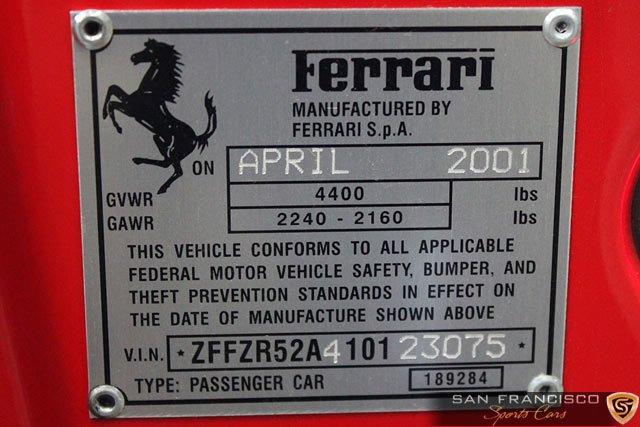 Ferrari
MANUFACTURED BY
FERRARI S.p.A.
ON APRIL 2001
GVWR 4400 lbs
GAWR 2240 - 2160 lbs
THIS VEHICLE CONFORMS TO ALL APPLICABLE
FEDERAL MOTOR VEHICLE SAFETY, BUMPER, AND
THEFT PREVENTION STANDARDS IN EFFECT ON
THE DATE OF MANUFACTURE SHOWN ABOVE
V.I.N. * ZFFZR52A4101 23075 *
TYPE: PASSENGER CAR 189284
SAN FRANCISCO
Sports Cars